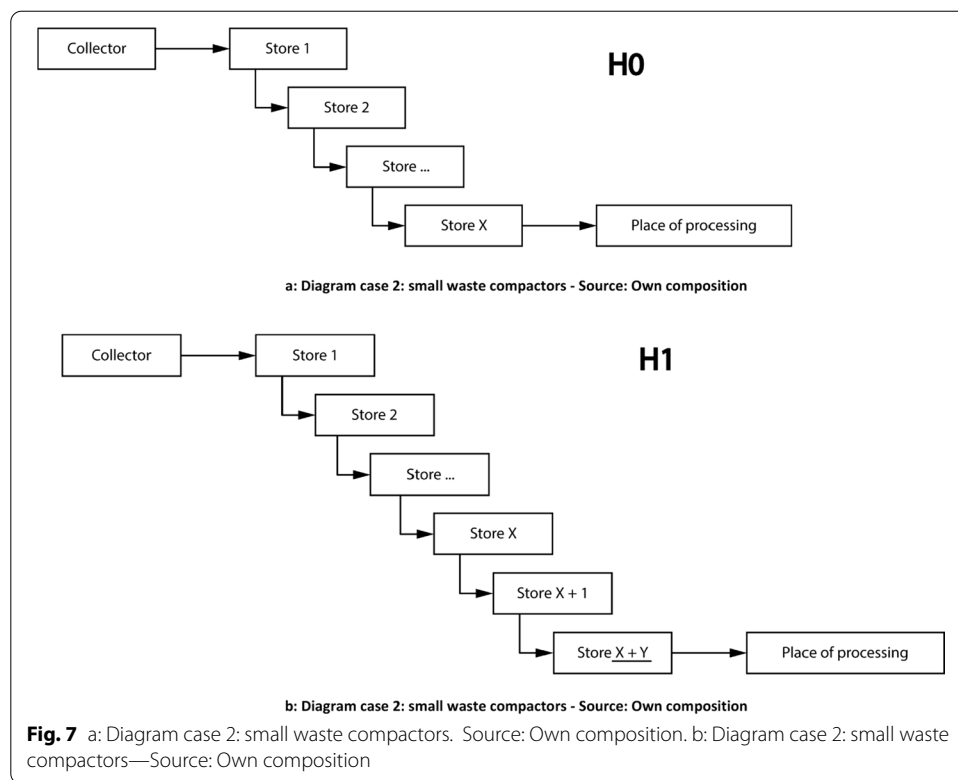 Collector
Store 1
H0
Store 2
Store ...
Store X
Place of processing
a: Diagram case 2: small waste compactors - Source: Own composition
Collector
Store 1
H1
Store 2
Store ...
Store X
Store X + 1
Store X + Y
Place of processing
b: Diagram case 2: small waste compactors - Source: Own composition
Fig. 7 a: Diagram case 2: small waste compactors. Source: Own composition. b: Diagram case 2: small waste
compactors—Source: Own composition